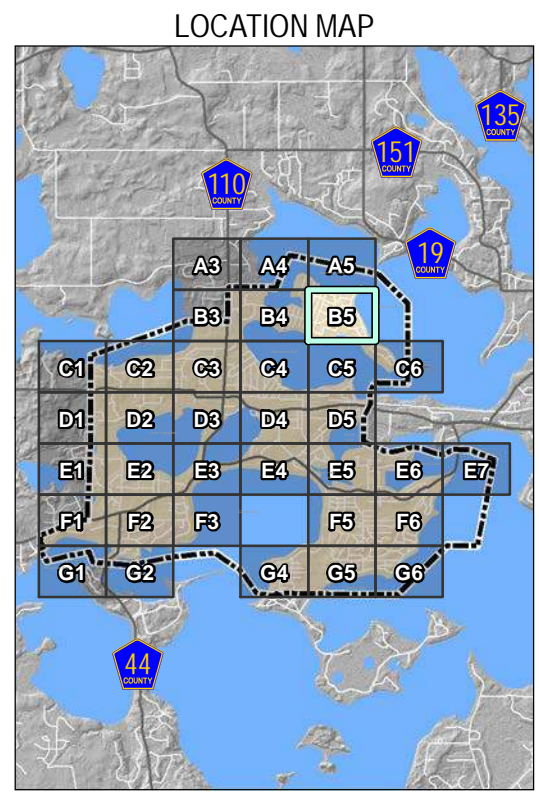 LOCATION MAP
135
COUNTY
151
COUNTY
110
COUNTY
19
COUNTY
A3 A4 A5
B3 B4 B5
C1 C2 C3 C4 C5 C6
D1 D2 D3 D4 D5
E1 E2 E3 E4 E5 E6 E7
F1 F2 F3 F5 F6
G1 G2 G4 G5 G6
44
COUNTY